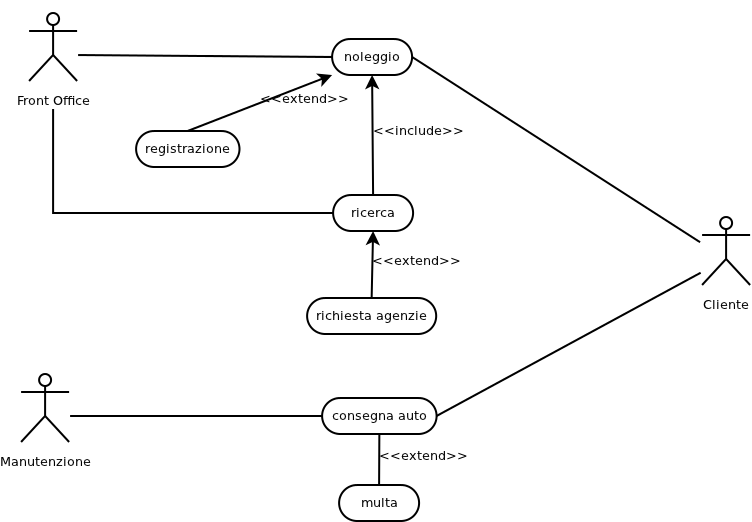 noleggio
Front Office
<<extend>>
<<include>>
registrazione
ricerca
<<extend>>
Cliente
richiesta agenzie
consegna auto
Manutenzione
<<extend>>
multa